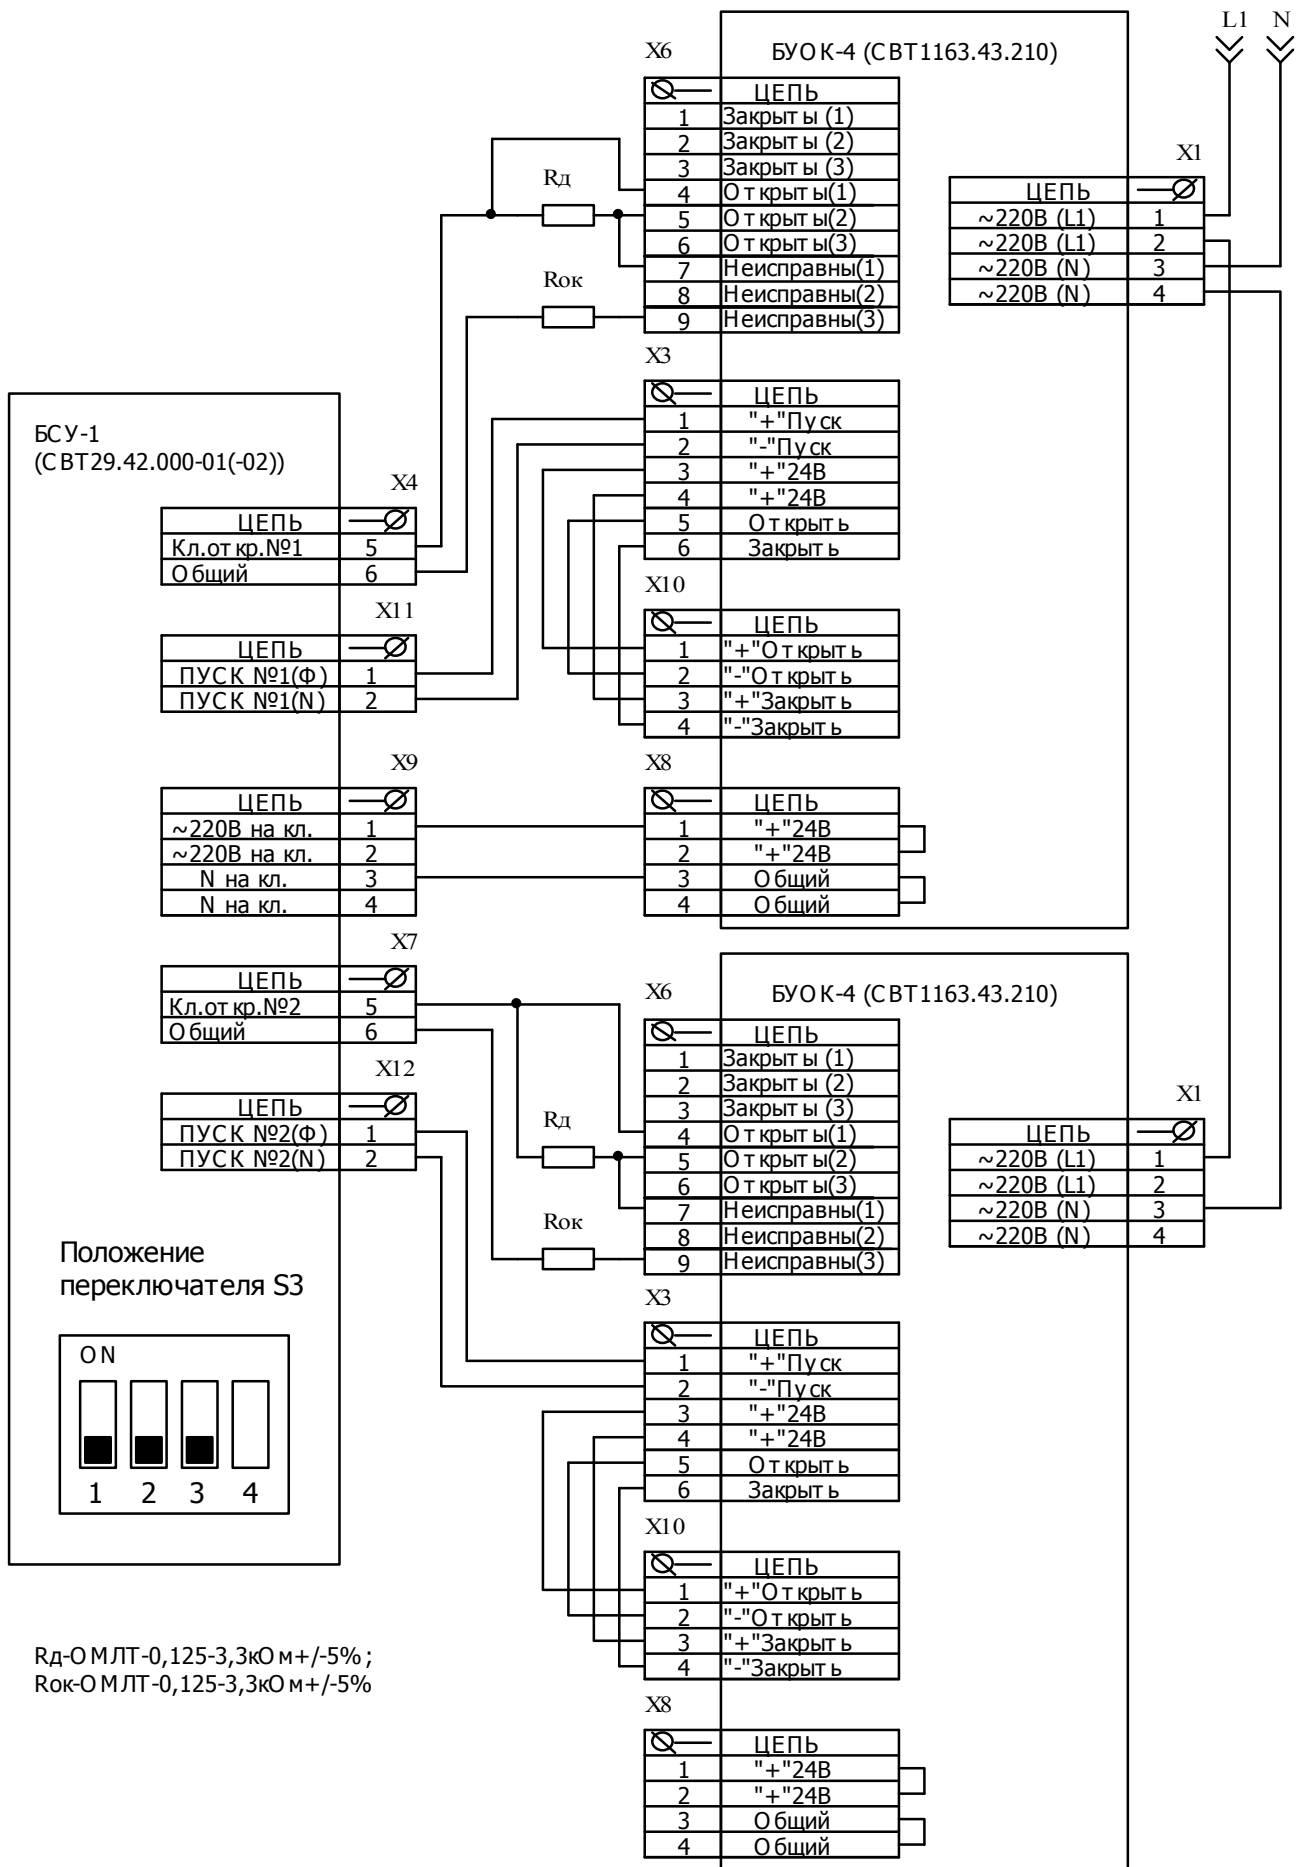 L1 N
X6
БУОК-4 (СВТ1163.43.210)
ЦЕПЬ
1 Закрыты (1)
2 Закрыты (2)
3 Закрыты (3)
4 Открыты(1)
5 Открыты(2)
6 Открыты(3)
7 Неисправны(1)
8 Неисправны(2)
9 Неисправны(3)
Rд
Rок
X1
ЦЕПЬ
~220В (L1) 1
~220В (L1) 2
~220В (N) 3
~220В (N) 4
X3
ЦЕПЬ
1 "+"Пуск
2 "-"Пуск
3 "+"24В
4 "+"24В
5 Открыть
6 Закрыть
X10
ЦЕПЬ
1 "+"Открыть
2 "-"Открыть
3 "+"Закрыть
4 "-"Закрыть
X8
ЦЕПЬ
1 "+"24В
2 "+"24В
3 Общий
4 Общий
БСУ-1
(СВТ29.42.000-01(-02))
X4
ЦЕПЬ
Кл.откр.№1 5
Общий 6
X11
ЦЕПЬ
ПУСК №1(Ф) 1
ПУСК №1(N) 2
X9
ЦЕПЬ
~220В на кл. 1
~220В на кл. 2
N на кл. 3
N на кл. 4
X7
ЦЕПЬ
Кл.откр.№2 5
Общий 6
X12
ЦЕПЬ
ПУСК №2(Ф) 1
ПУСК №2(N) 2
Положение
переключателя S3
ON
1 2 3 4
X6
БУОК-4 (СВТ1163.43.210)
ЦЕПЬ
1 Закрыты (1)
2 Закрыты (2)
3 Закрыты (3)
4 Открыты(1)
5 Открыты(2)
6 Открыты(3)
7 Неисправны(1)
8 Неисправны(2)
9 Неисправны(3)
Rд
Rок
X1
ЦЕПЬ
~220В (L1) 1
~220В (L1) 2
~220В (N) 3
~220В (N) 4
X3
ЦЕПЬ
1 "+"Пуск
2 "-"Пуск
3 "+"24В
4 "+"24В
5 Открыть
6 Закрыть
X10
ЦЕПЬ
1 "+"Открыть
2 "-"Открыть
3 "+"Закрыть
4 "-"Закрыть
X8
ЦЕПЬ
1 "+"24В
2 "+"24В
3 Общий
4 Общий
Rд-ОМЛТ-0,125-3,3кОм+/-5%;
Rок-ОМЛТ-0,125-3,3кОм+/-5%